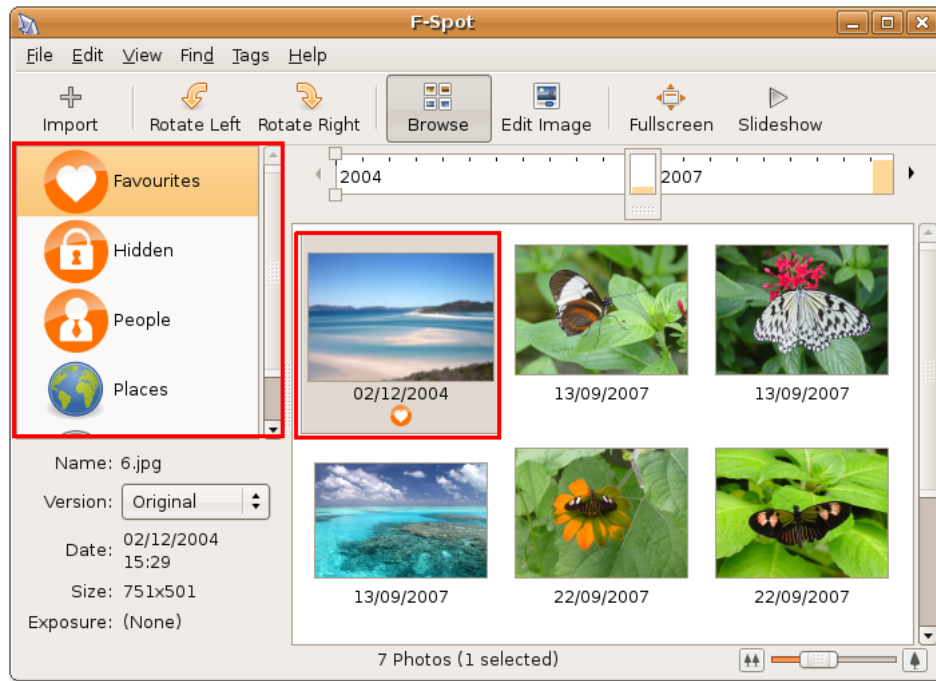 F-Spot
File Edit View Find Tags Help
Import Rotate Left Rotate Right Browse Edit Image Fullscreen Slideshow
Favourites
Hidden
People
Places
Name: 6.jpg
Version: Original
Date: 02/12/2004
15:29
Size: 751x501
Exposure: (None)
2004 2007
02/12/2004 13/09/2007 13/09/2007
13/09/2007 22/09/2007 22/09/2007
7 Photos (1 selected)